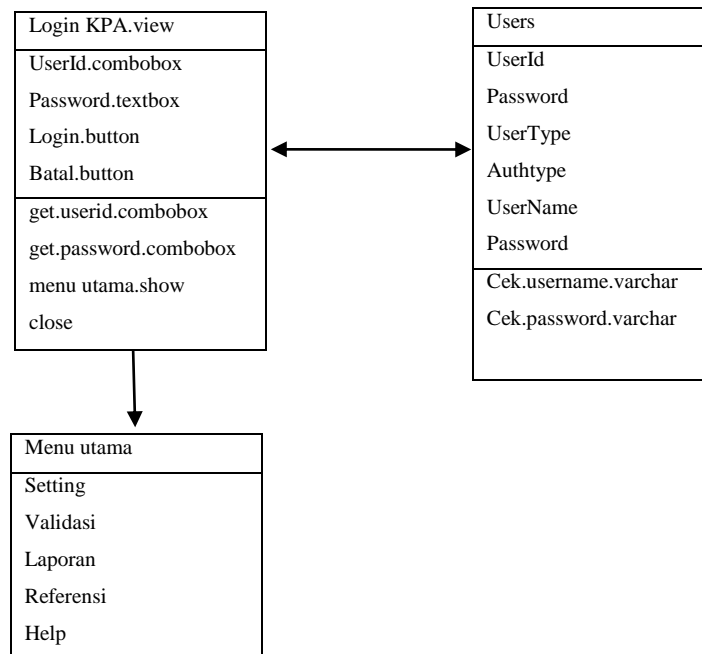 Login KPA.view
UserId.combobox
Password.textbox
Login.button
Batal.button
get.userid.combobox
get.password.combobox
menu utama.show
close
Users
UserId
Password
UserType
Authtype
UserName
Password
Cek.username.varchar
Cek.password.varchar
Menu utama
Setting
Validasi
Laporan
Referensi
Help